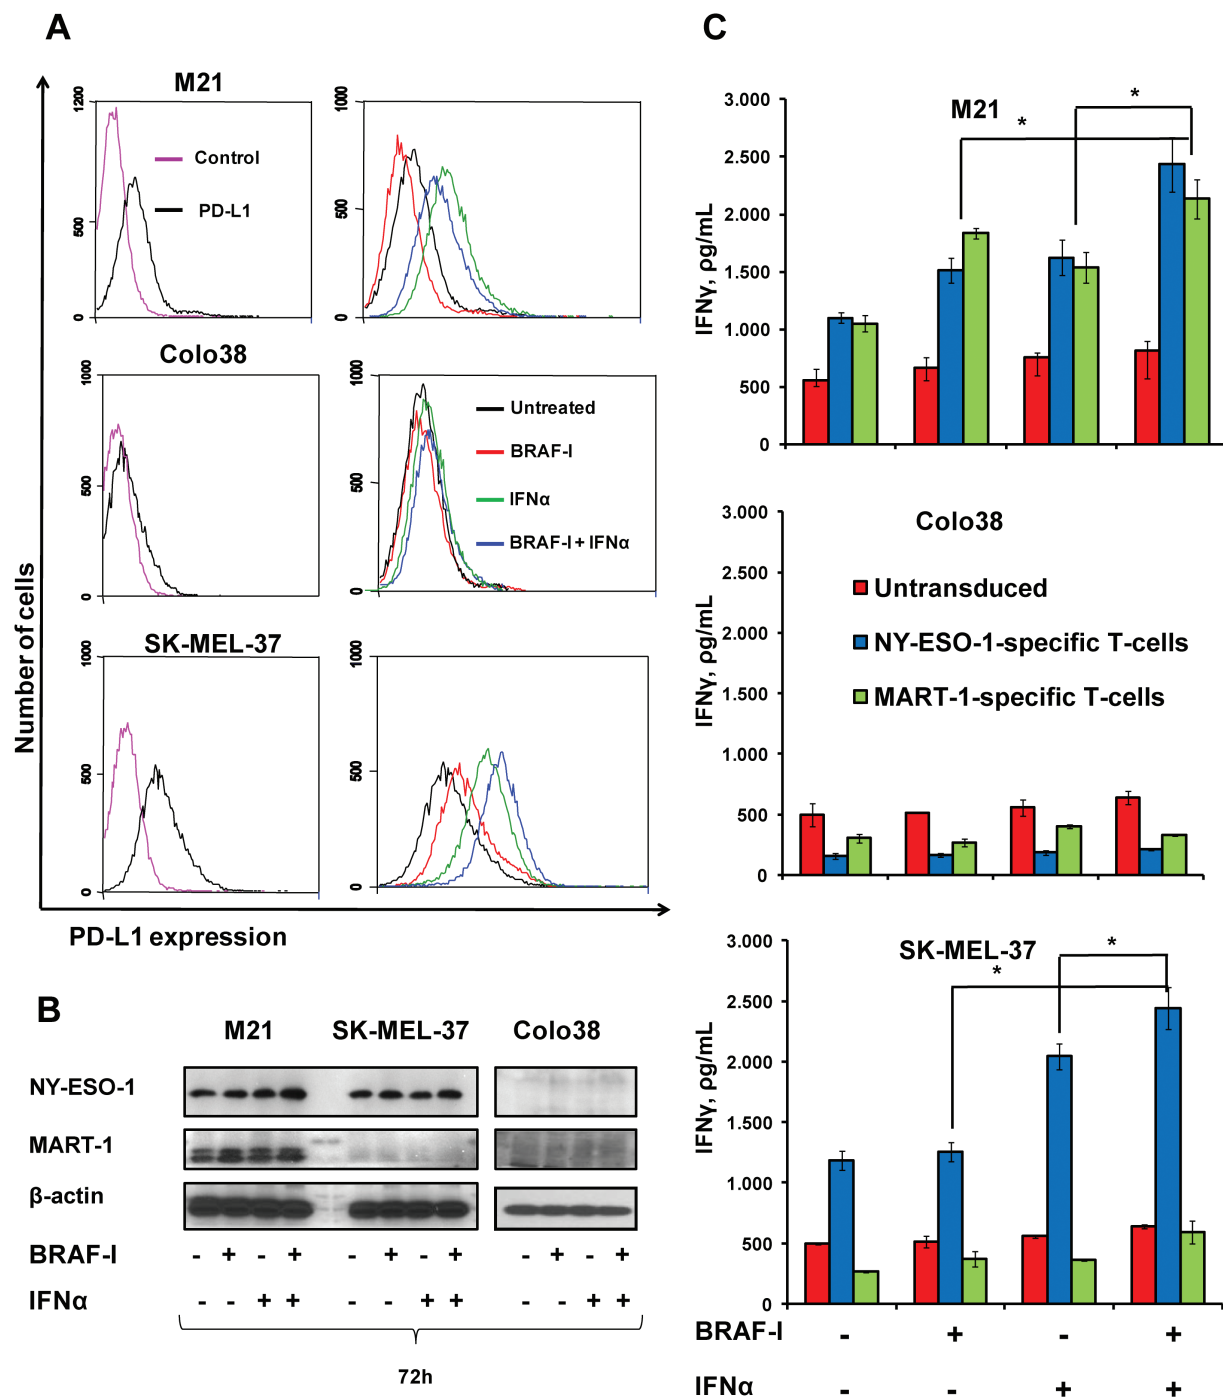 A
M21
1200
500
0
Control
PD-L1
1000
500
0
Colo38
1000
500
0
1000
500
0
Untreated
BRAF-I
IFNα
BRAF-I + IFNα
SK-MEL-37
1000
500
0
1000
500
0
Number of cells
PD-L1 expression
B
M21 SK-MEL-37 Colo38
NY-ESO-1
MART-1
β-actin
BRAF-I - + - + - + - + - + - +
IFNα - - + + - - + + - - + +
72h
C
M21
IFNγ, ρg/mL
3.000
2.500
2.000
1.500
1.000
500
0
*
*
Colo38
IFNγ, ρg/mL
3.000
2.500
2.000
1.500
1.000
500
0
Untransduced
NY-ESO-1-specific T-cells
MART-1-specific T-cells
SK-MEL-37
IFNγ, ρg/mL
3.000
2.500
2.000
1.500
1.000
500
0
*
*
BRAF-I - + - +
IFNα - - + +